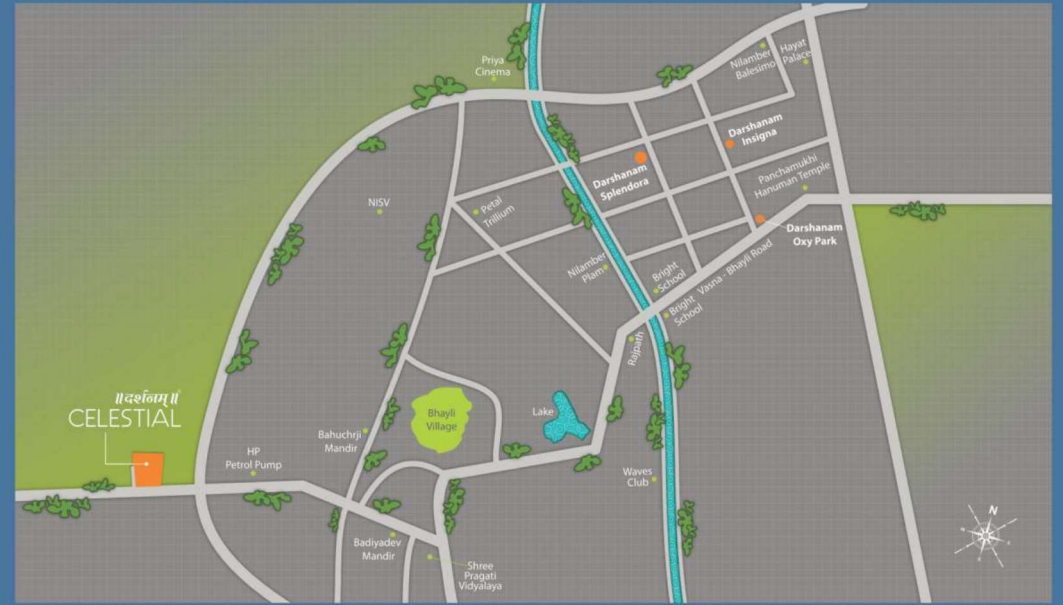 Priya
Cinema
Nilamber
Balesimo
Hayat
Palace
Darshanam
Insigna
Darshanam
Splendora
Panchamukhi
Hanuman Temple
NISV
Petal
Trillium
Darshanam
Oxy Park
Nilamber
Plam
Bright
School
Vasna - Bhayli Road
Bright
School
Rajpath
॥दर्शनम्॥
CELESTIAL
Bhayli
Village
Lake
Bahuchrji
Mandir
HP
Petrol Pump
Waves
Club
N
Badiyadev
Mandir
Shree
Pragati
Vidyalaya